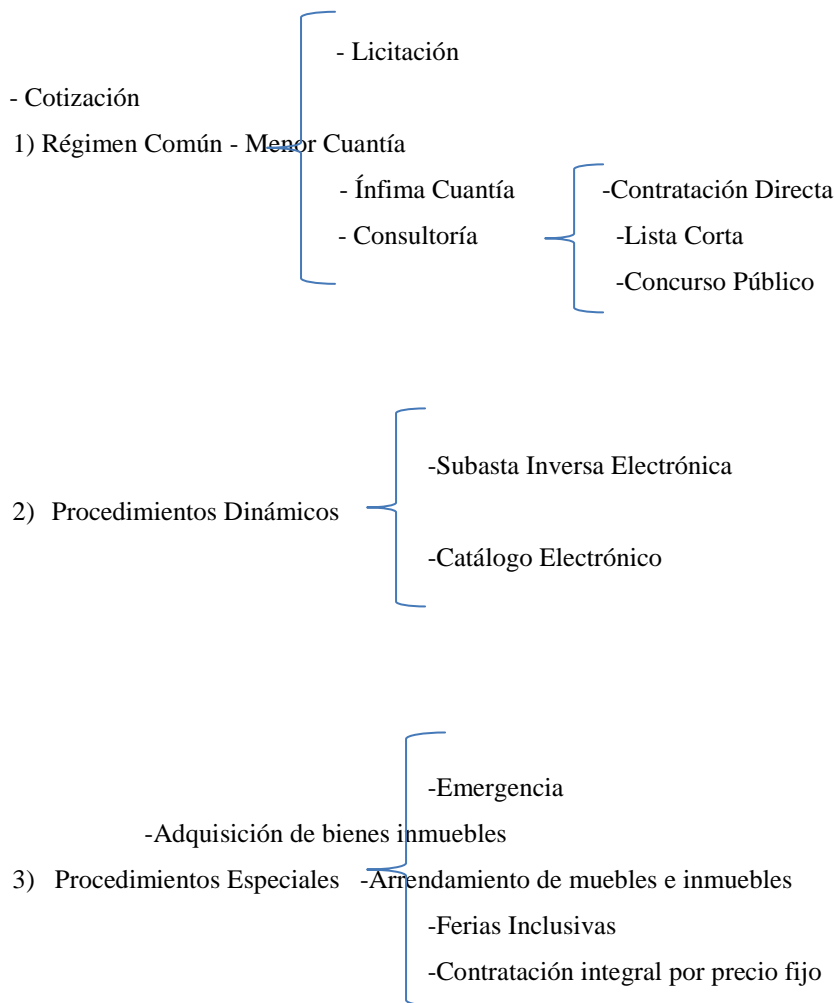 - Licitación
- Cotización
1) Régimen Común - Menor Cuantía
- Ínfima Cuantía -Contratación Directa
- Consultoría -Lista Corta
-Concurso Público
-Subasta Inversa Electrónica
2) Procedimientos Dinámicos
-Catálogo Electrónico
-Emergencia
-Adquisición de bienes inmuebles
3) Procedimientos Especiales -Arrendamiento de muebles e inmuebles
-Ferias Inclusivas
-Contratación integral por precio fijo